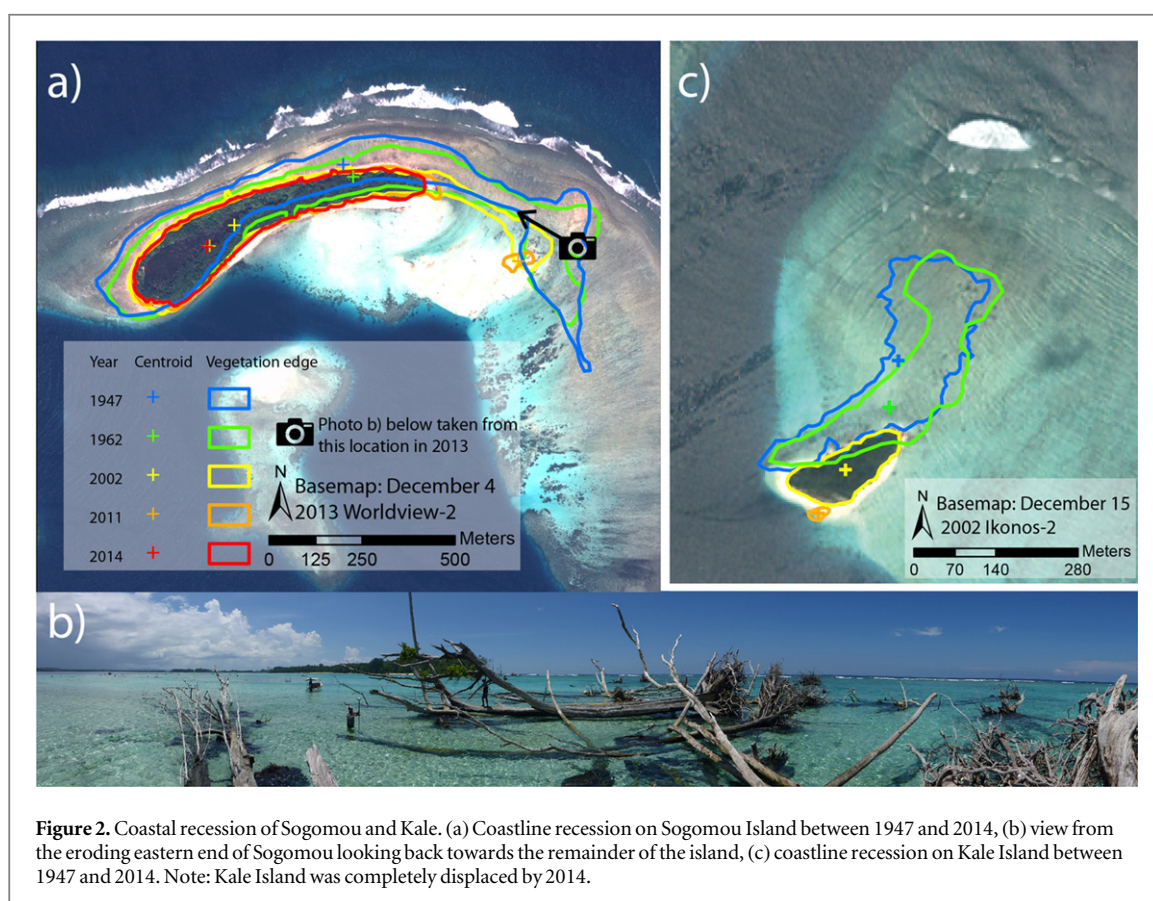 a)
Year Centroid Vegetation edge
1947
1962
2002
2011
2014
Photo b) below taken from
this location in 2013
N
Basemap: December 4
2013 Worldview-2
Meters
0 125 250 500
c)
N
Basemap: December 15
2002 Ikonos-2
Meters
0 70 140 280
b)
Figure 2. Coastal recession of Sogomou and Kale. (a) Coastline recession on Sogomou Island between 1947 and 2014, (b) view from
the eroding eastern end of Sogomou looking back towards the remainder of the island, (c) coastline recession on Kale Island between
1947 and 2014. Note: Kale Island was completely displaced by 2014.